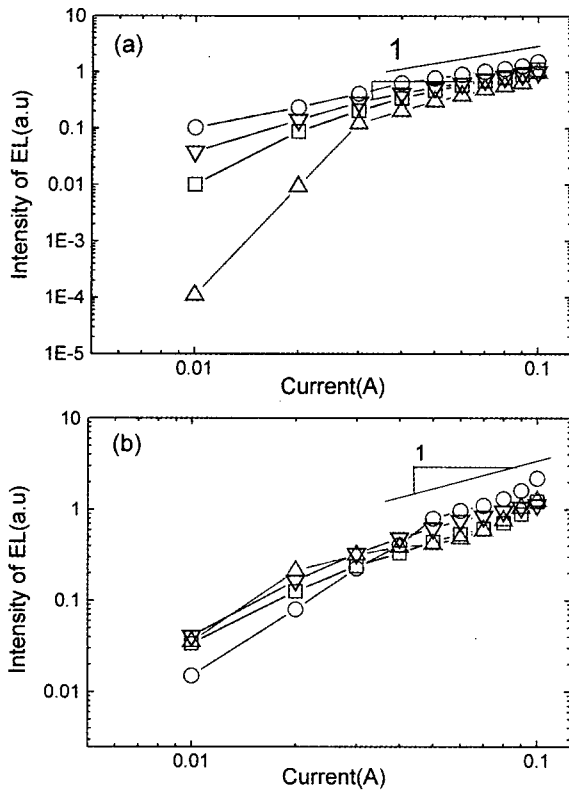 (a)
1
10
1
0.1
0.01
1E-3
1E-4
1E-5
Intensity of EL(a.u)
0.01
0.1
Current(A)
(b)
1
10
1
0.1
0.01
Intensity of EL(a.u)
0.01
0.1
Current(A)